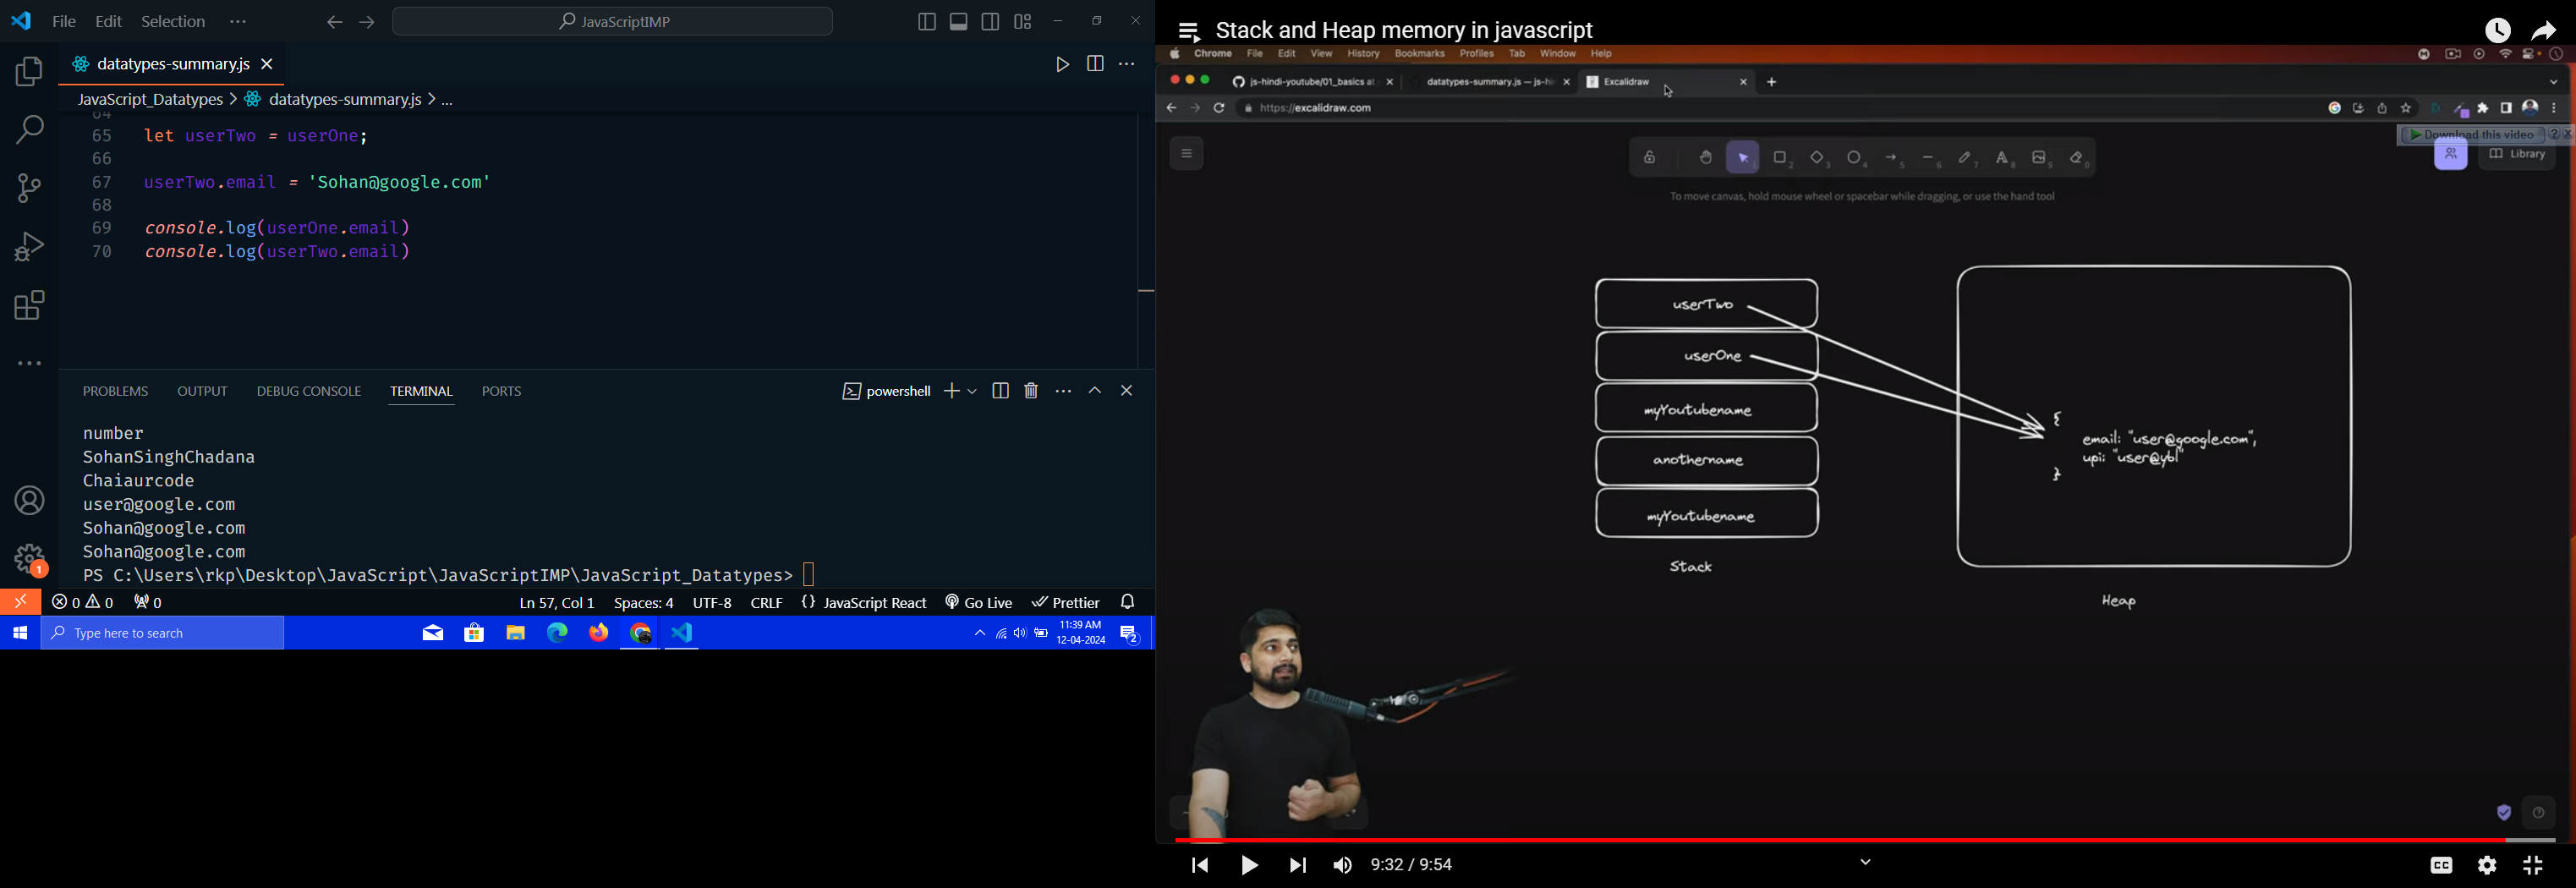 File Edit Selection ··· JavaScriptIMP
datatypes-summary.js
JavaScript_Datatypes > datatypes-summary.js > ...
64
65 let userTwo = userOne;
66
67 userTwo.email = 'Sohan@google.com'
68
69 console.log(userOne.email)
70 console.log(userTwo.email)
PROBLEMS OUTPUT DEBUG CONSOLE TERMINAL PORTS powershell
number
SohanSinghChadana
Chaiaurcode
user@google.com
Sohan@google.com
Sohan@google.com
PS C:\Users\rkp\Desktop\JavaScript\JavaScriptIMP\JavaScript_Datatypes>
1
0 0 0 Ln 57, Col 1 Spaces: 4 UTF-8 CRLF {} JavaScript React Go Live Prettier
Type here to search
11:39 AM
12-04-2024
2
Stack and Heap memory in javascript
Chrome File Edit View History Bookmarks Profiles Tab Window Help
js-hindi-youtube/01_basics at datatypes-summary.js — js-hi Excalidraw
https://excalidraw.com
Download this video ?
Library
To move canvas, hold mouse wheel or spacebar while dragging, or use the hand tool
userTwo
userOne
myYoutubename
anothername
myYoutubename
Stack
{
email: "user@google.com",
upi: "user@ybl"
}
Heap
9:32 / 9:54
CC